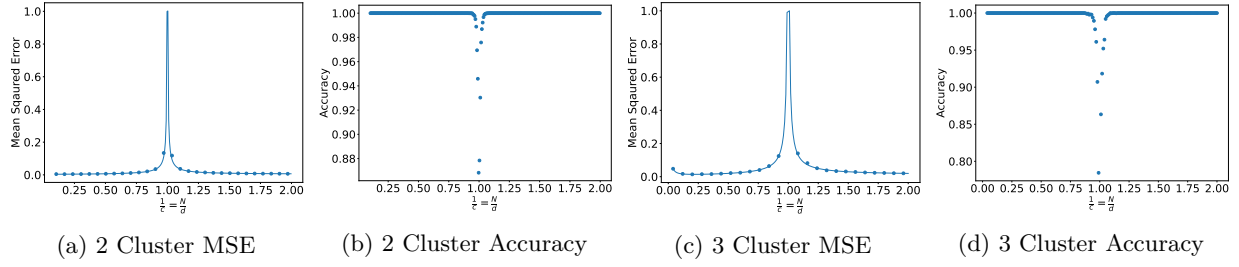 Mean Sqaured Error
1.0
0.8
0.6
0.4
0.2
0.0
0.25 0.50 0.75 1.00 1.25 1.50 1.75 2.00
1/c = N/d
(a) 2 Cluster MSE
Accuracy
1.00
0.98
0.96
0.94
0.92
0.90
0.88
0.25 0.50 0.75 1.00 1.25 1.50 1.75 2.00
1/c = N/d
(b) 2 Cluster Accuracy
Mean Sqaured Error
1.0
0.8
0.6
0.4
0.2
0.0
0.00 0.25 0.50 0.75 1.00 1.25 1.50 1.75 2.00
1/c = N/d
(c) 3 Cluster MSE
Accuracy
1.00
0.95
0.90
0.85
0.80
0.00 0.25 0.50 0.75 1.00 1.25 1.50 1.75 2.00
1/c = N/d
(d) 3 Cluster Accuracy